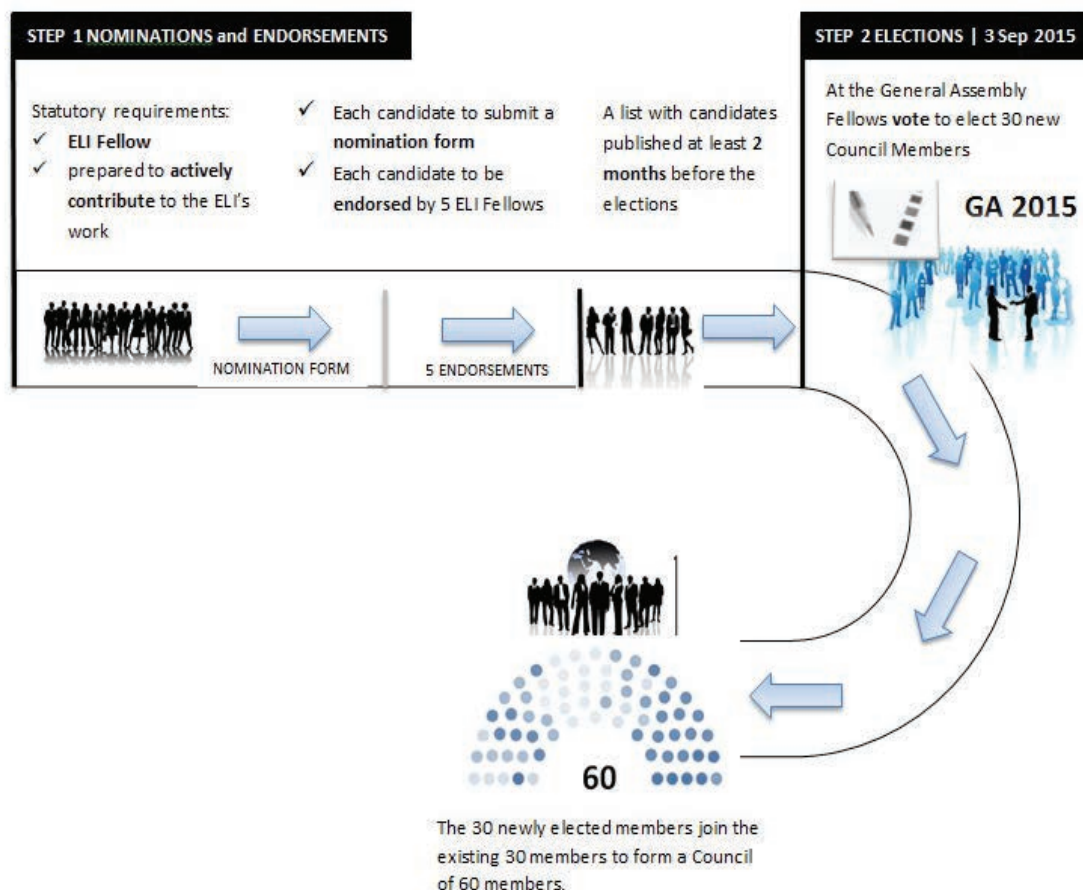 STEP 1 NOMINATIONS and ENDORSEMENTS
Statutory requirements:
✓ ELI Fellow
✓ prepared to actively
contribute to the ELI's
work
✓ Each candidate to submit a
nomination form
✓ Each candidate to be
endorsed by 5 ELI Fellows
A list with candidates
published at least 2
months before the
elections
STEP 2 ELECTIONS | 3 Sep 2015
At the General Assembly
Fellows vote to elect 30 new
Council Members
GA 2015
NOMINATION FORM
5 ENDORSEMENTS
60
The 30 newly elected members join the
existing 30 members to form a Council
of 60 members.